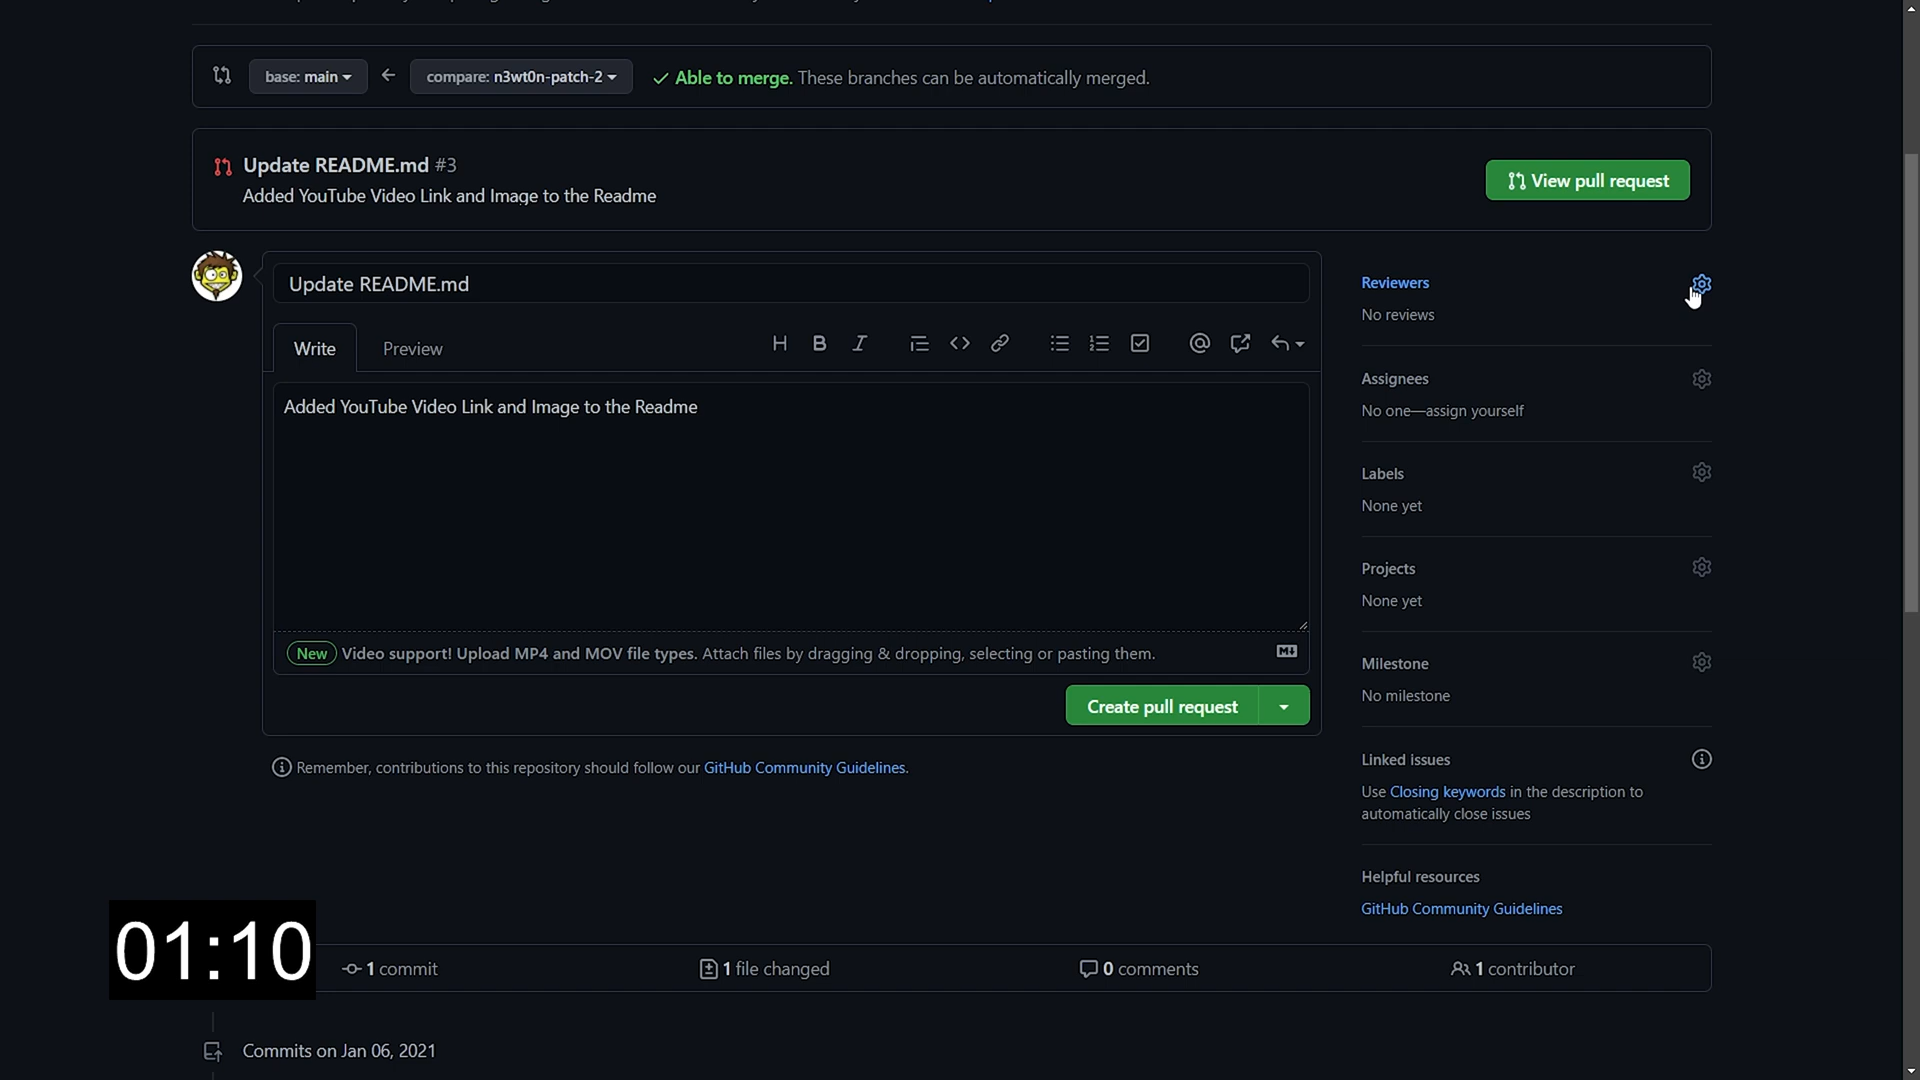 base: main
compare: n3wt0n-patch-2
Able to merge. These branches can be automatically merged.
Update README.md #3
Added YouTube Video Link and Image to the Readme
View pull request
Update README.md
Write
Preview
Added YouTube Video Link and Image to the Readme
New Video support! Upload MP4 and MOV file types. Attach files by dragging & dropping, selecting or pasting them.
Create pull request
Remember, contributions to this repository should follow our GitHub Community Guidelines.
Reviewers
No reviews
Assignees
No one—assign yourself
Labels
None yet
Projects
None yet
Milestone
No milestone
Linked issues
Use Closing keywords in the description to
automatically close issues
Helpful resources
GitHub Community Guidelines
01:10
1 commit
1 file changed
0 comments
1 contributor
Commits on Jan 06, 2021